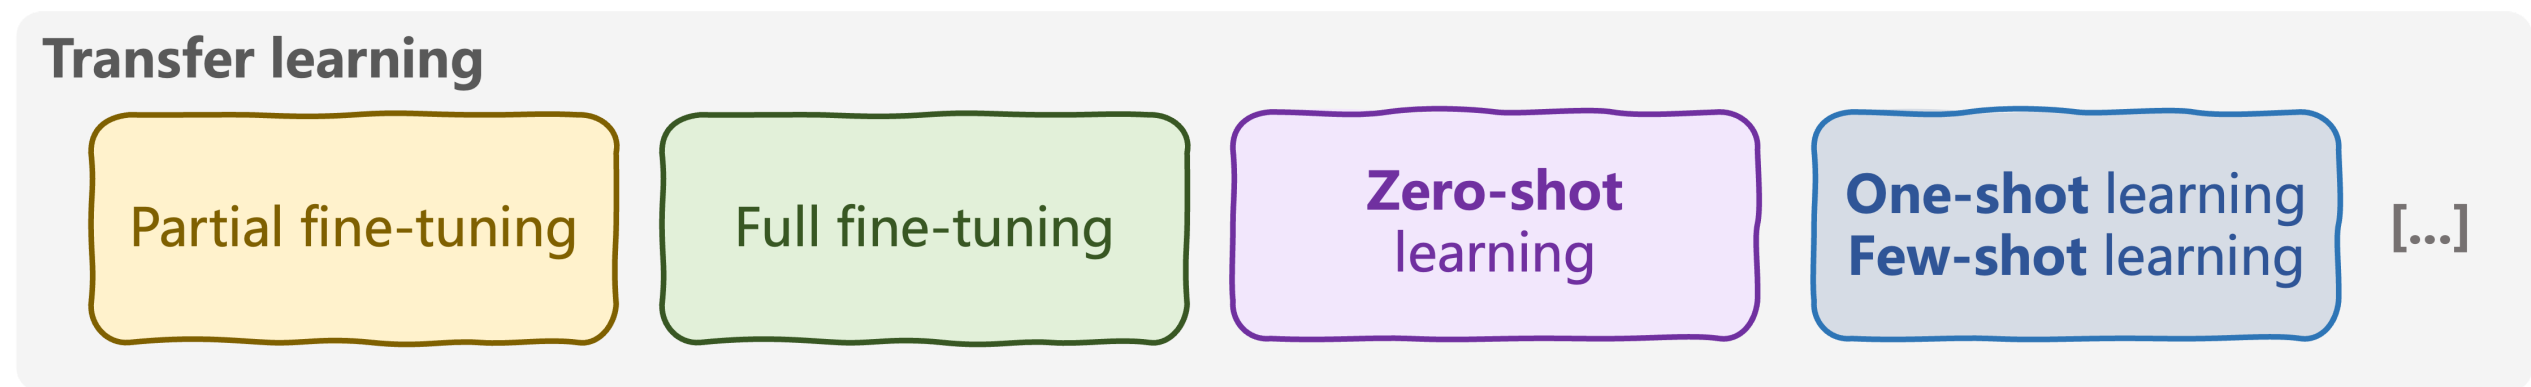 Transfer learning
Partial fine-tuning
Full fine-tuning
Zero-shot
learning
One-shot learning
Few-shot learning
[...]